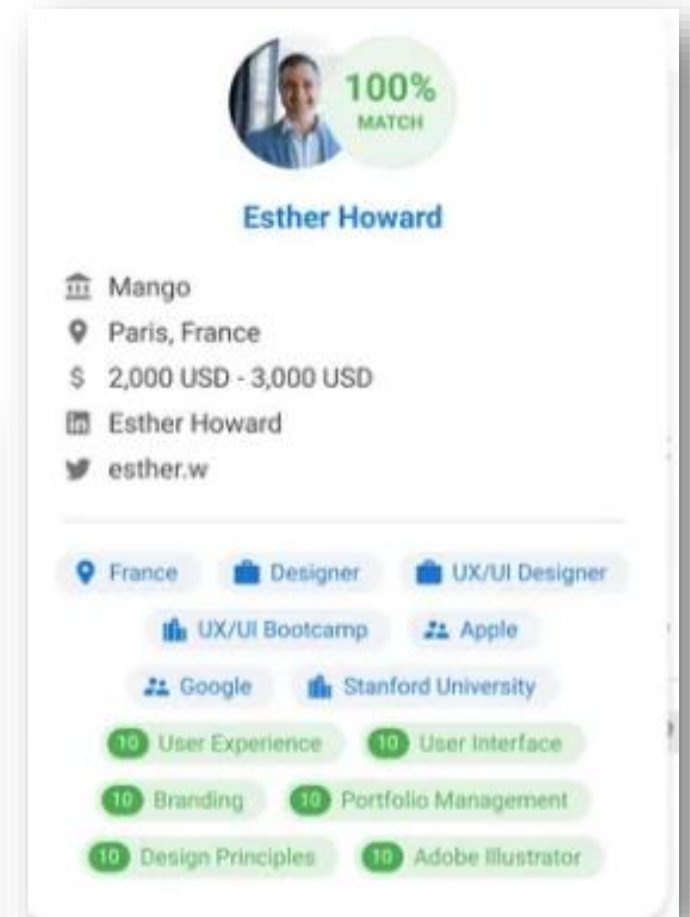 100%
MATCH
Esther Howard
Mango
Paris, France
$ 2,000 USD - 3,000 USD
in Esther Howard
esther.w
France Designer UX/UI Designer
UX/UI Bootcamp Apple
Google Stanford University
10 User Experience 10 User Interface
10 Branding 10 Portfolio Management
10 Design Principles 10 Adobe Illustrator